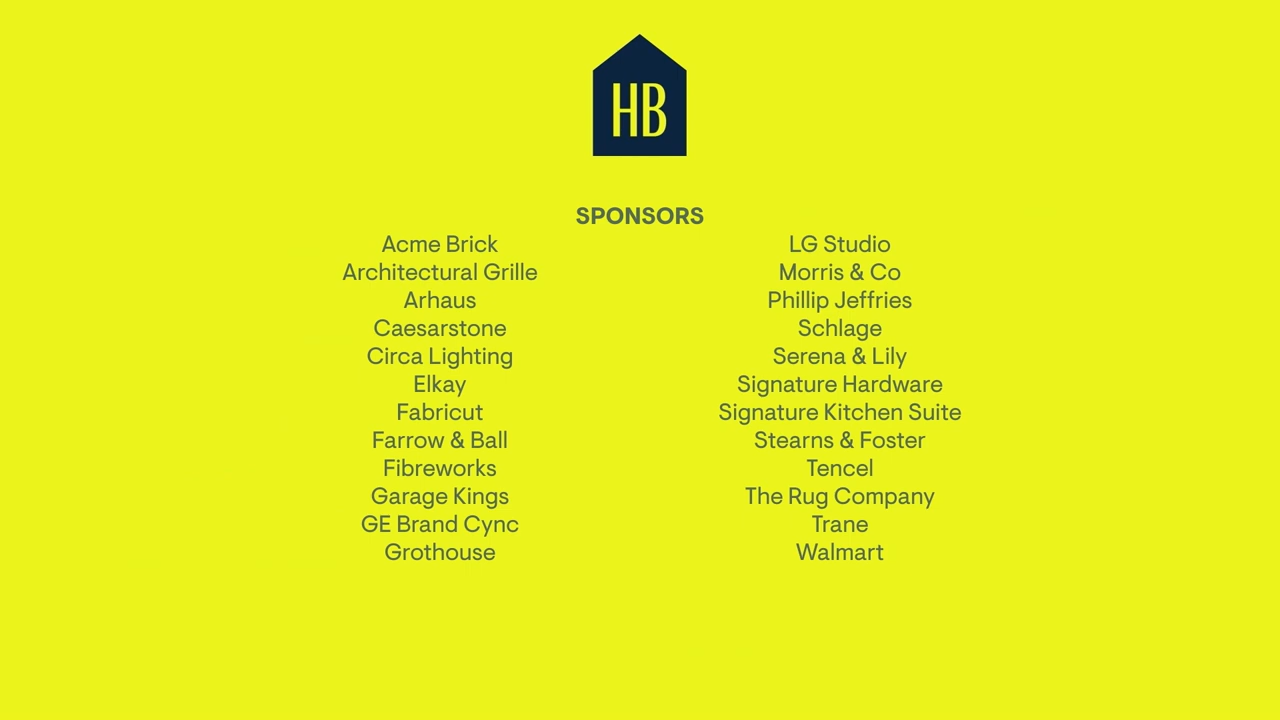 HB
SPONSORS
Acme Brick
Architectural Grille
Arhaus
Caesarstone
Circa Lighting
Elkay
Fabricut
Farrow & Ball
Fibreworks
Garage Kings
GE Brand Cync
Grothouse
LG Studio
Morris & Co
Phillip Jeffries
Schlage
Serena & Lily
Signature Hardware
Signature Kitchen Suite
Stearns & Foster
Tencel
The Rug Company
Trane
Walmart